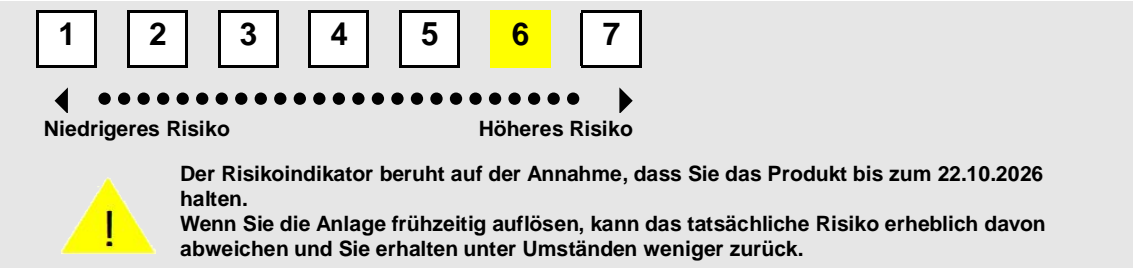 1 2 3 4 5 6 7
Niedrigeres Risiko Höheres Risiko
Der Risikoindikator beruht auf der Annahme, dass Sie das Produkt bis zum 22.10.2026
halten.
Wenn Sie die Anlage frühzeitig auflösen, kann das tatsächliche Risiko erheblich davon
abweichen und Sie erhalten unter Umständen weniger zurück.
!